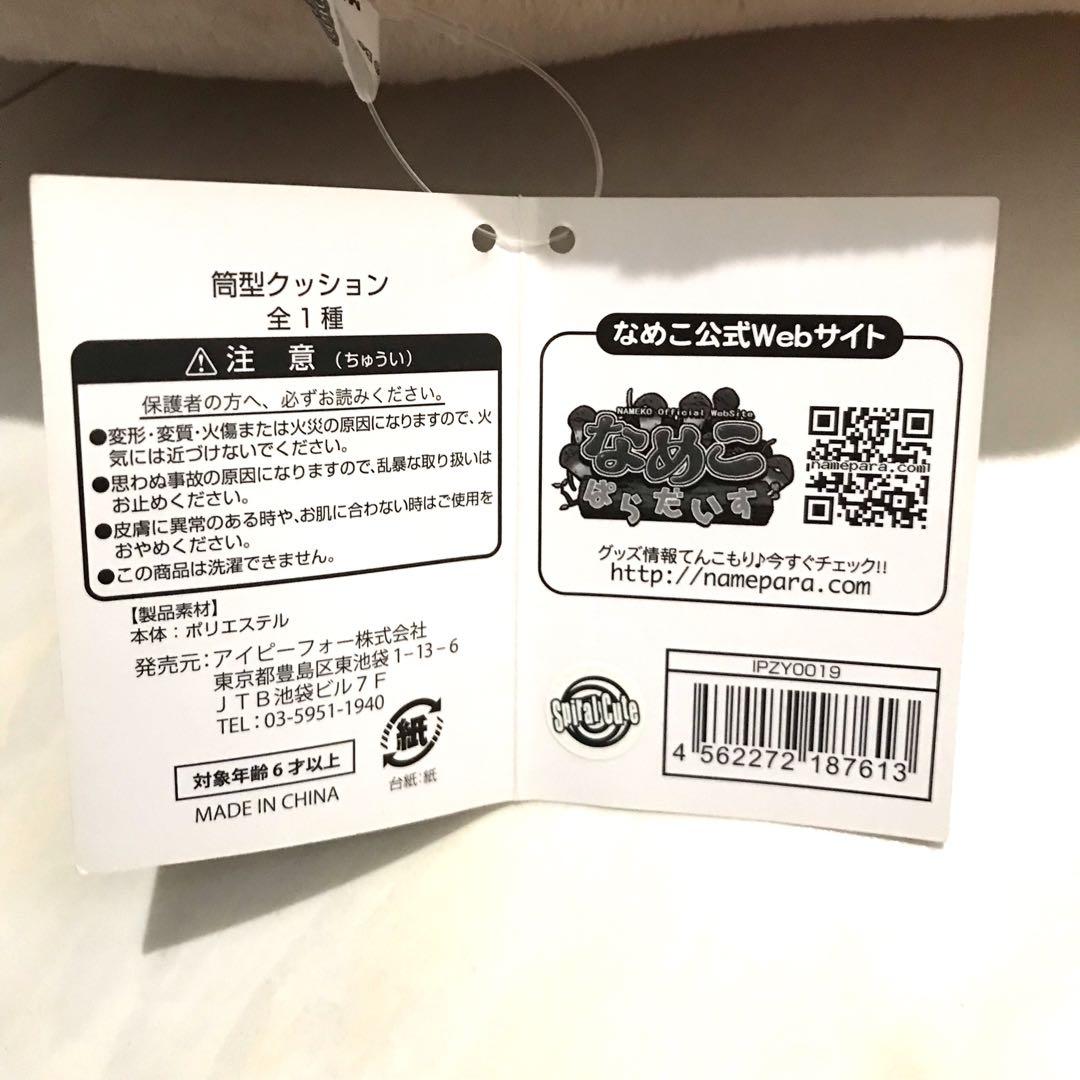 筒型クッション
全1種
注 意 (ちゅうい)
保護者の方へ、必ずお読みください。
●変形・変質・火傷または火災の原因になりますので、火
気には近づけないでください。
●思わぬ事故の原因になりますので、乱暴な取り扱いは
お止めください。
●皮膚に異常のある時や、お肌に合わない時はご使用を
おやめください。
●この商品は洗濯できません。
【製品素材】
本体：ポリエステル
発売元：アイピーフォー株式会社
東京都豊島区東池袋1-13-6
JTB池袋ビル7F
TEL：03-5951-1940
紙
台紙：紙
対象年齢6才以上
MADE IN CHINA
なめこ公式Webサイト
NAMEKO Official WebSite
なめこ
ぱらだいす
namepara.com
グッズ情報てんこもり♪今すぐチェック!!
http://namepara.com
SpiralCute
IPZY0019
4 562272 187613